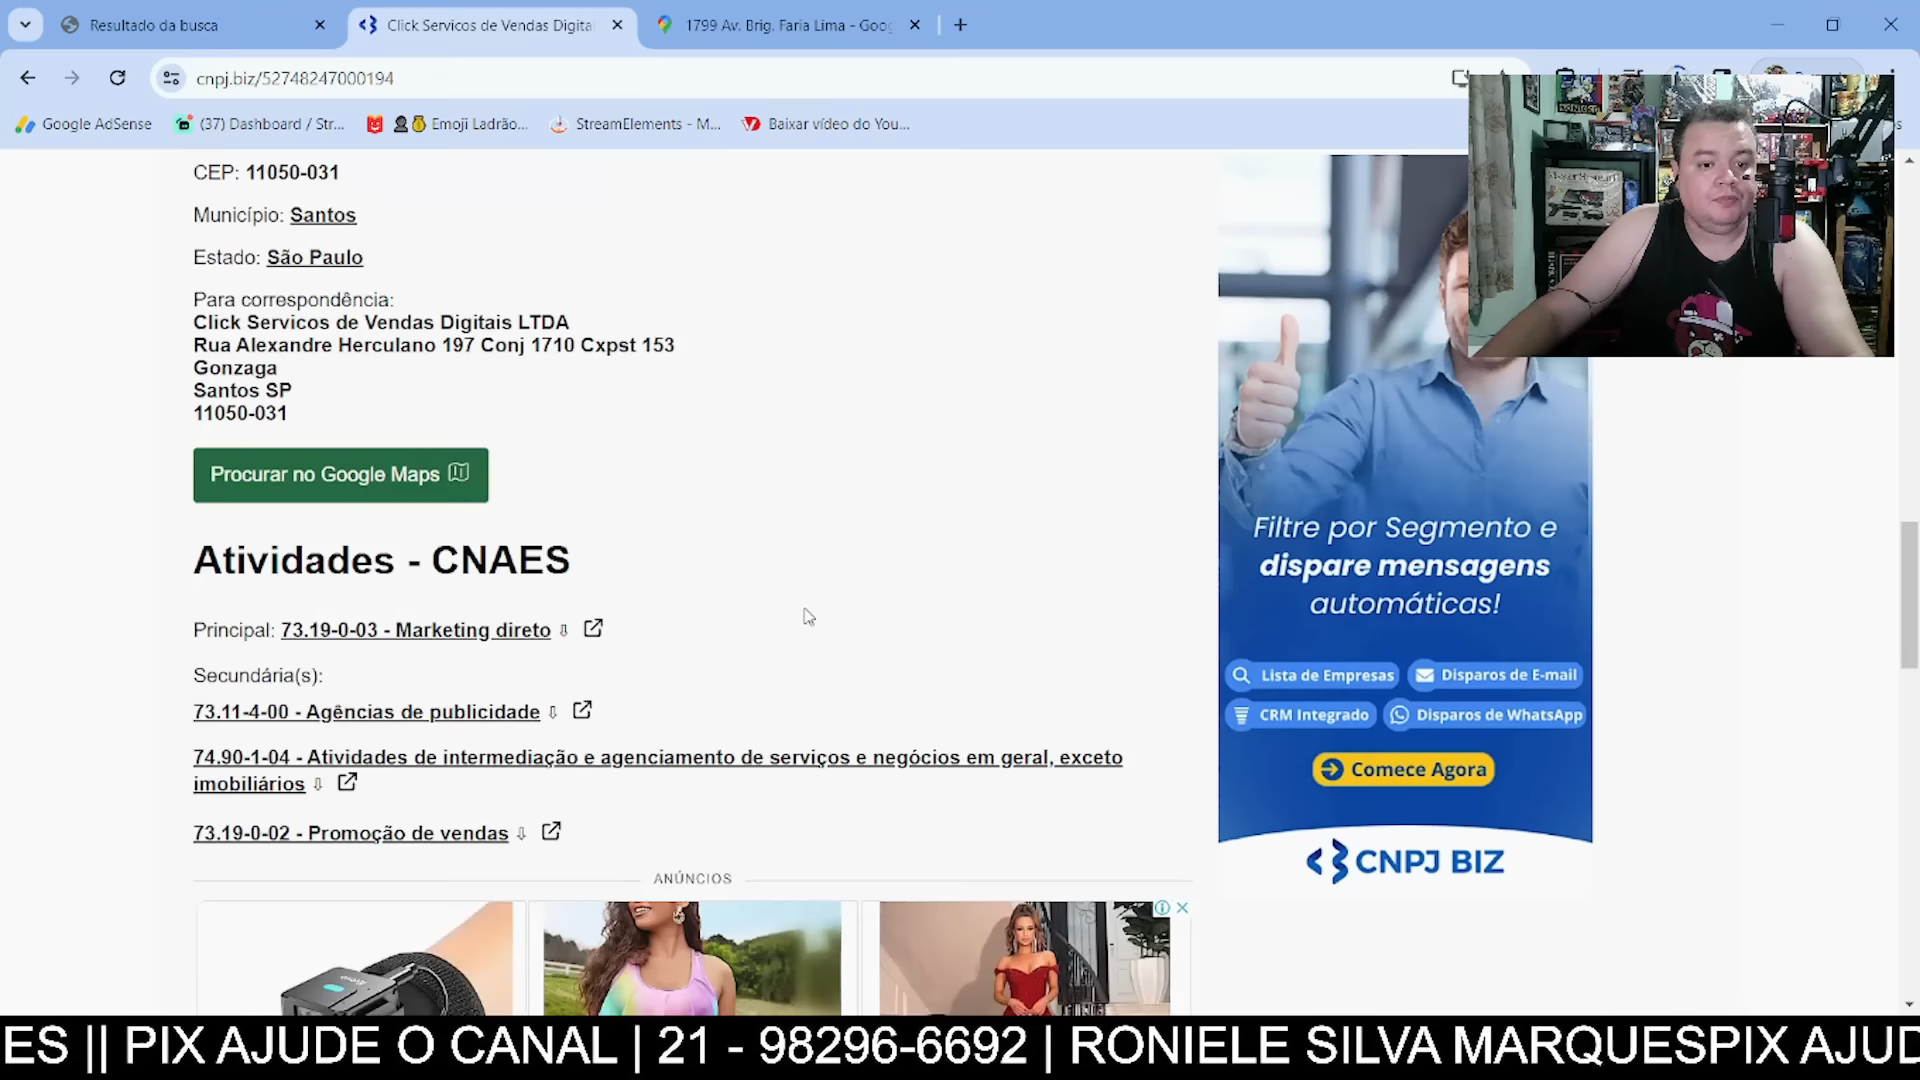 Resultado da busca
Click Servicos de Vendas Digita
1799 Av. Brig. Faria Lima - Goo
cnpj.biz/52748247000194
Google AdSense
(37) Dashboard / Str...
Emoji Ladrão...
StreamElements - M...
Baixar vídeo do You...
CEP: 11050-031
Município: Santos
Estado: São Paulo
Para correspondência:
Click Servicos de Vendas Digitais LTDA
Rua Alexandre Herculano 197 Conj 1710 Cxpst 153
Gonzaga
Santos SP
11050-031
Procurar no Google Maps
Atividades - CNAES
Principal: 73.19-0-03 - Marketing direto
Secundária(s):
73.11-4-00 - Agências de publicidade
74.90-1-04 - Atividades de intermediação e agenciamento de serviços e negócios em geral, exceto
imobiliários
73.19-0-02 - Promoção de vendas
ANÚNCIOS
Filtre por Segmento e
dispare mensagens
automáticas!
Lista de Empresas
Disparos de E-mail
CRM Integrado
Disparos de WhatsApp
Comece Agora
CNPJ BIZ
ES || PIX AJUDE O CANAL | 21 - 98296-6692 | RONIELE SILVA MARQUESPIX AJUD